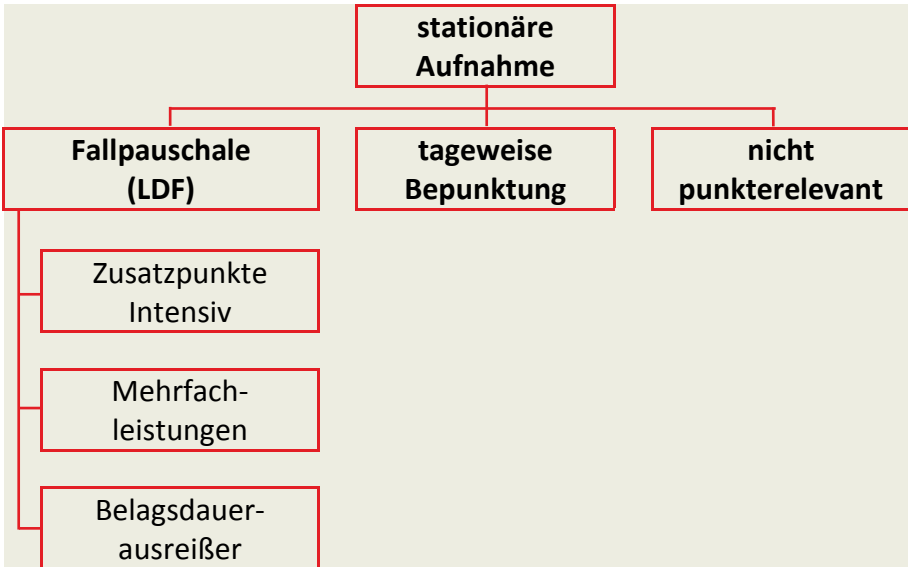 stationäre
Aufnahme
Fallpauschale
(LDF)
tageweise
Bepunktung
nicht
punkterelevant
Zusatzpunkte
Intensiv
Mehrfach-
leistungen
Belagsdauer-
ausreißer